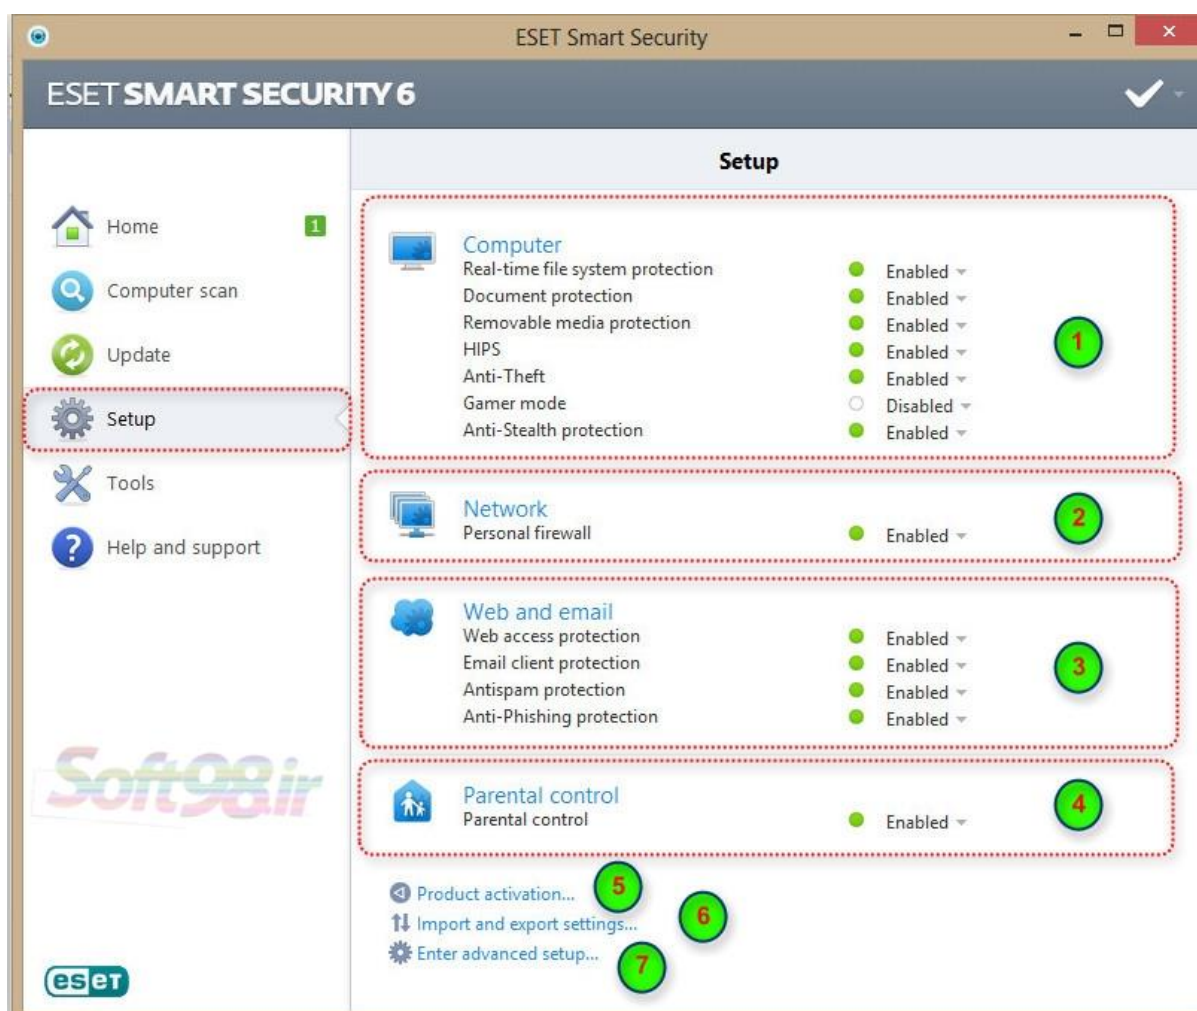 ESET Smart Security
ESET SMART SECURITY 6
Setup
Home 1
Computer scan
Update
Setup
Tools
Help and support
Computer
Real-time file system protection Enabled
Document protection Enabled
Removable media protection Enabled
HIPS Enabled
Anti-Theft Enabled
Gamer mode Disabled
Anti-Stealth protection Enabled
1
Network
Personal firewall Enabled
2
Web and email
Web access protection Enabled
Email client protection Enabled
Antispam protection Enabled
Anti-Phishing protection Enabled
3
Parental control
Parental control Enabled
4
Product activation... 5
Import and export settings... 6
Enter advanced setup... 7
Soft98.ir
eset